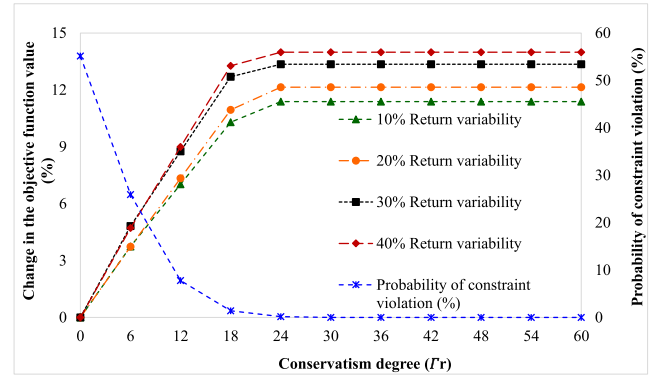 Change in the objective function value
(%)
15
12
9
6
3
0
60
50
40
30
20
10
0
Probability of constraint violation (%)
10% Return variability
20% Return variability
30% Return variability
40% Return variability
Probability of constraint
violation (%)
0 6 12 18 24 30 36 42 48 54 60
Conservatism degree (Γr)